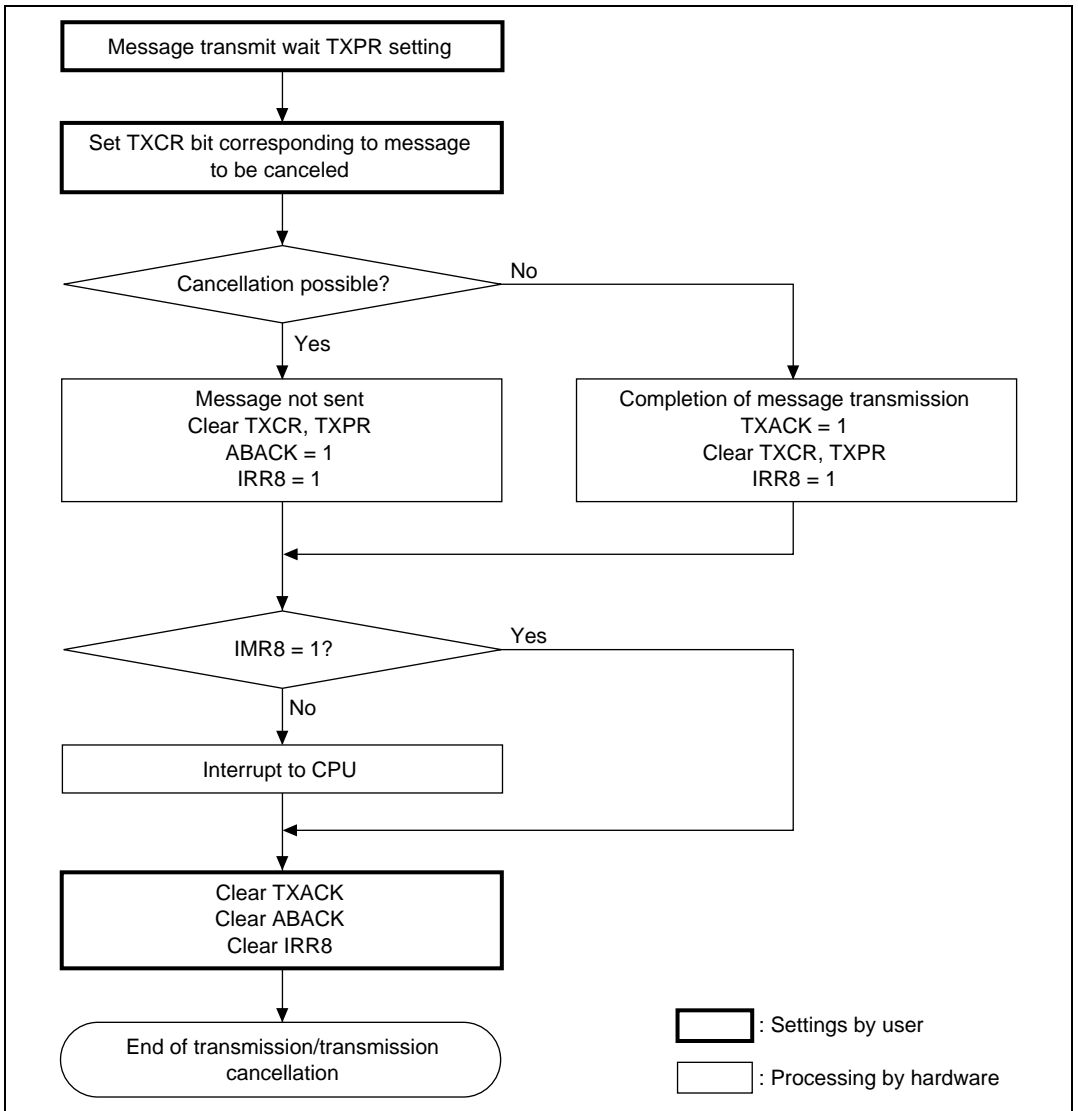 Message transmit wait TXPR setting
Set TXCR bit corresponding to message
to be canceled
Cancellation possible?
No
Yes
Message not sent
Clear TXCR, TXPR
ABACK = 1
IRR8 = 1
Completion of message transmission
TXACK = 1
Clear TXCR, TXPR
IRR8 = 1
IMR8 = 1?
Yes
No
Interrupt to CPU
Clear TXACK
Clear ABACK
Clear IRR8
End of transmission/transmission
cancellation
: Settings by user
: Processing by hardware